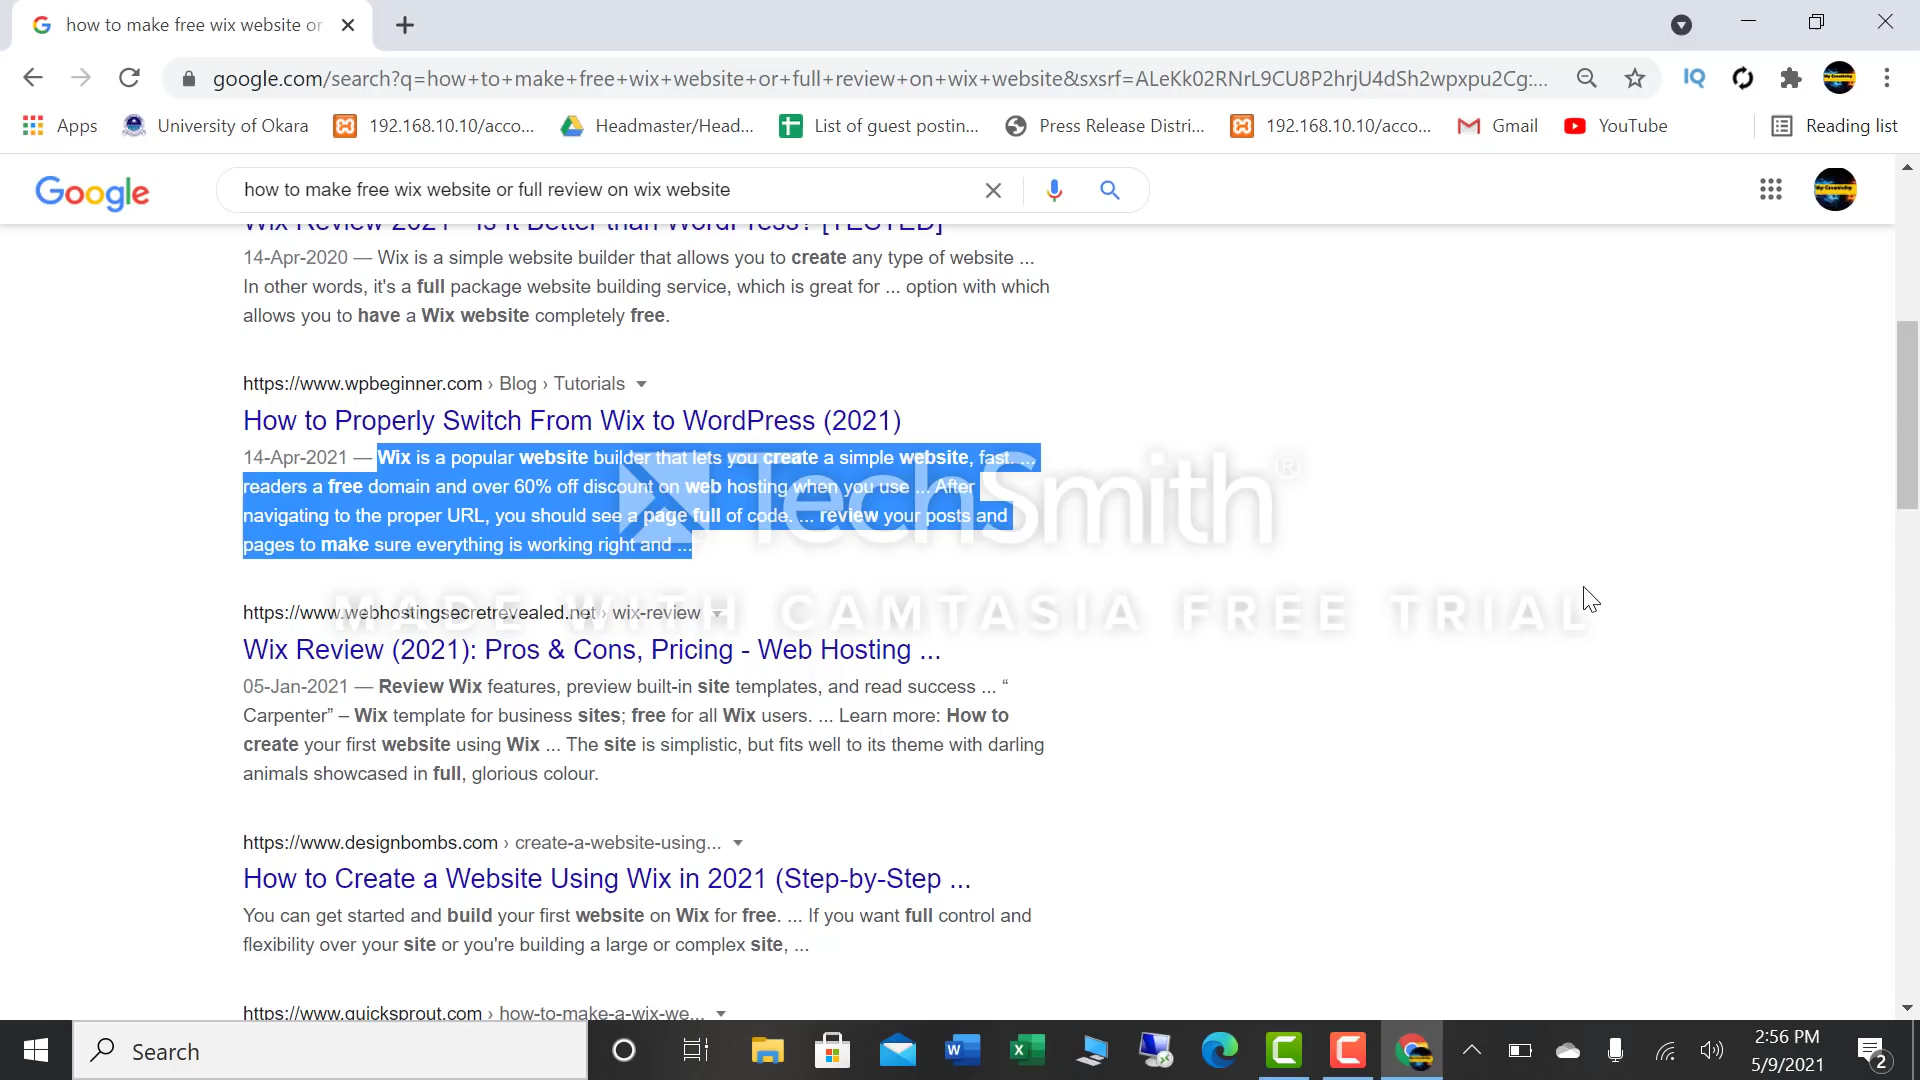 how to make free wix website or
google.com/search?q=how+to+make+free+wix+website+or+full+review+on+wix+website&sxsrf=ALeKk02RNrL9CU8P2hrjU4dSh2wpxpu2Cg:...
Apps University of Okara 192.168.10.10/acco... Headmaster/Head... List of guest postin... Press Release Distri... 192.168.10.10/acco... Gmail YouTube Reading list
Google how to make free wix website or full review on wix website
Wix Review 2021 - Is It Better than WordPress? [TESTED]
14-Apr-2020 — Wix is a simple website builder that allows you to create any type of website ...
In other words, it's a full package website building service, which is great for ... option with which
allows you to have a Wix website completely free.
https://www.wpbeginner.com › Blog › Tutorials
How to Properly Switch From Wix to WordPress (2021)
14-Apr-2021 — Wix is a popular website builder that lets you create a simple website, fast. ...
readers a free domain and over 60% off discount on web hosting when you use ... After
navigating to the proper URL, you should see a page full of code. ... review your posts and
pages to make sure everything is working right and ...
TechSmith®
MADE WITH CAMTASIA FREE TRIAL
https://www.webhostingsecretrevealed.net › wix-review
Wix Review (2021): Pros & Cons, Pricing - Web Hosting ...
05-Jan-2021 — Review Wix features, preview built-in site templates, and read success ... “
Carpenter” – Wix template for business sites; free for all Wix users. ... Learn more: How to
create your first website using Wix ... The site is simplistic, but fits well to its theme with darling
animals showcased in full, glorious colour.
https://www.designbombs.com › create-a-website-using...
How to Create a Website Using Wix in 2021 (Step-by-Step ...
You can get started and build your first website on Wix for free. ... If you want full control and
flexibility over your site or you're building a large or complex site, ...
https://www.quicksprout.com › how-to-make-a-wix-we...
Search
2:56 PM
5/9/2021
2